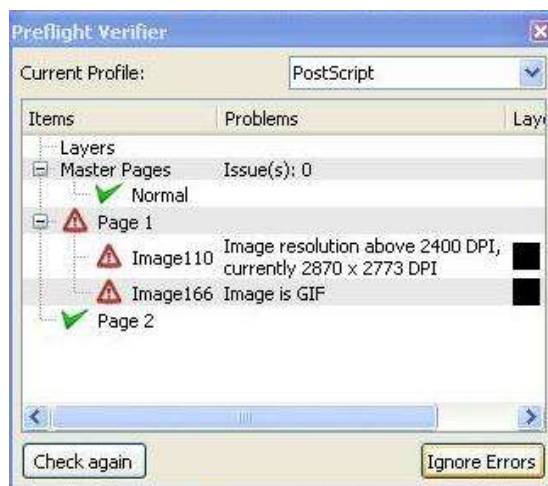 Preflight Verifier
Current Profile: PostScript
Items Problems Laye
Layers
Master Pages Issue(s): 0
Normal
Page 1
Image110 Image resolution above 2400 DPI,
currently 2870 x 2773 DPI
Image166 Image is GIF
Page 2
Check again Ignore Errors